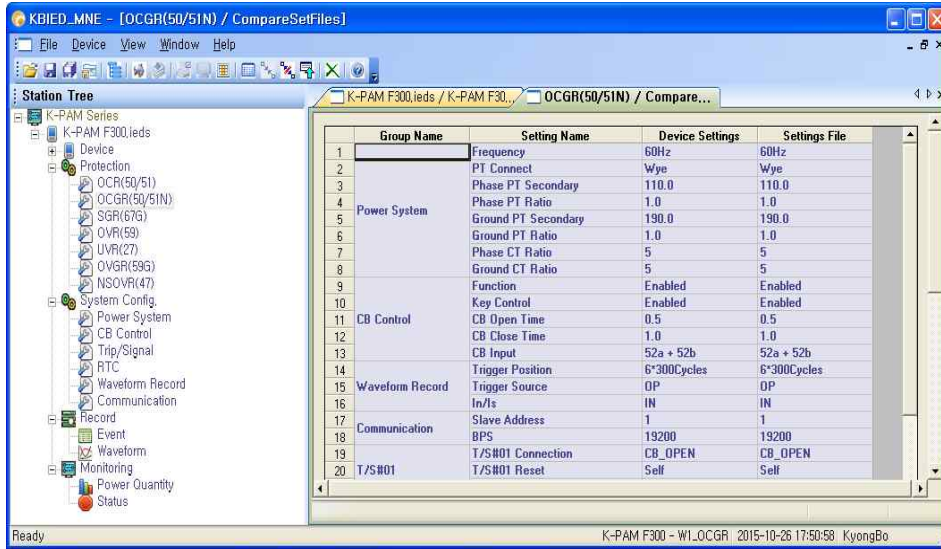 KBIED_MNE - [OCGR(50/51N) / CompareSetFiles]
File Device View Window Help
Station Tree
K-PAM F300.ieds / K-PAM F30... OCGR(50/51N) / Compare...
K-PAM Series
K-PAM F300.ieds
Device
Protection
OCR(50/51)
OCGR(50/51N)
SGR(67G)
OVR(59)
UVR(27)
OVGR(59G)
NSOVR(47)
System Config.
Power System
CB Control
Trip/Signal
RTC
Waveform Record
Communication
Record
Event
Waveform
Monitoring
Power Quantity
Status
Group Name Setting Name Device Settings Settings File
1 Frequency 60Hz 60Hz
2 PT Connect Wye Wye
3 Phase PT Secondary 110.0 110.0
4 Phase PT Ratio 1.0 1.0
Power System
5 Ground PT Secondary 190.0 190.0
6 Ground PT Ratio 1.0 1.0
7 Phase CT Ratio 5 5
8 Ground CT Ratio 5 5
9 Function Enabled Enabled
10 Key Control Enabled Enabled
11 CB Control CB Open Time 0.5 0.5
12 CB Close Time 1.0 1.0
13 CB Input 52a + 52b 52a + 52b
14 Trigger Position 6*300Cycles 6*300Cycles
15 Waveform Record Trigger Source OP OP
16 In/Is IN IN
17 Slave Address 1 1
Communication
18 BPS 19200 19200
19 T/S#01 Connection CB_OPEN CB_OPEN
20 T/S#01 T/S#01 Reset Self Self
Ready K-PAM F300 - W1_OCGR 2015-10-26 17:50:58 KyongBo